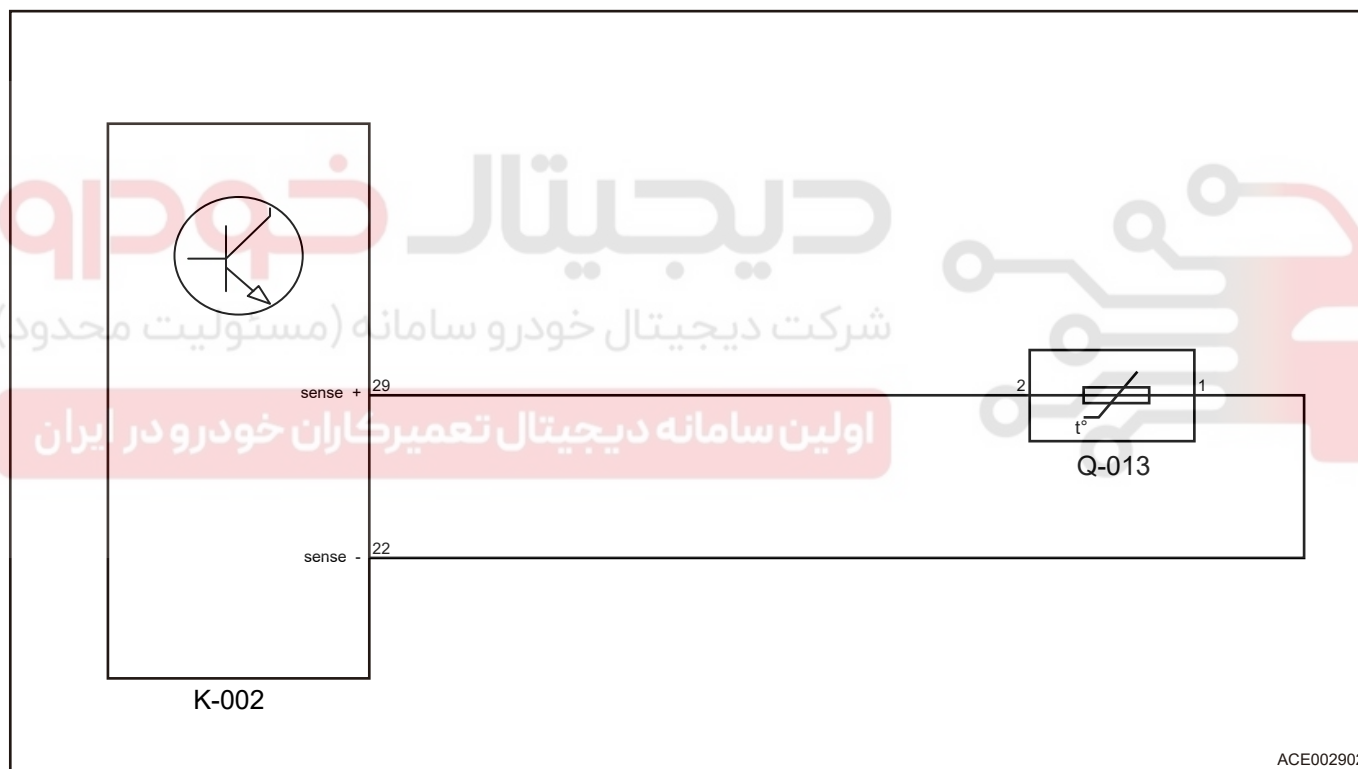 دیجیتال خودرو
شرکت دیجیتال خودرو سامانه (مسئولیت محدود)
sense + 29
2
1
t°
اولین سامانه دیجیتال تعمیرکاران خودرو در ایران
Q-013
sense - 22
K-002
ACE002902